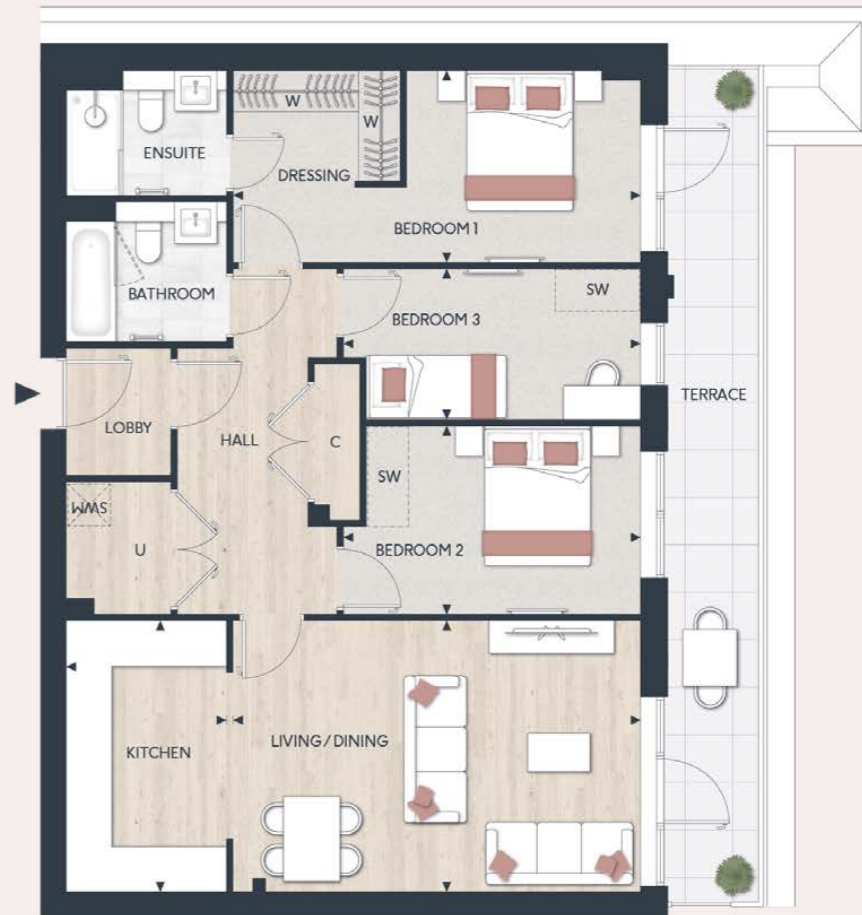 ENSUITE
W
W
DRESSING
BEDROOM 1
BATHROOM
BEDROOM 3
SW
TERRACE
LOBBY
HALL
C
SW
WMS
U
BEDROOM 2
KITCHEN
LIVING / DINING